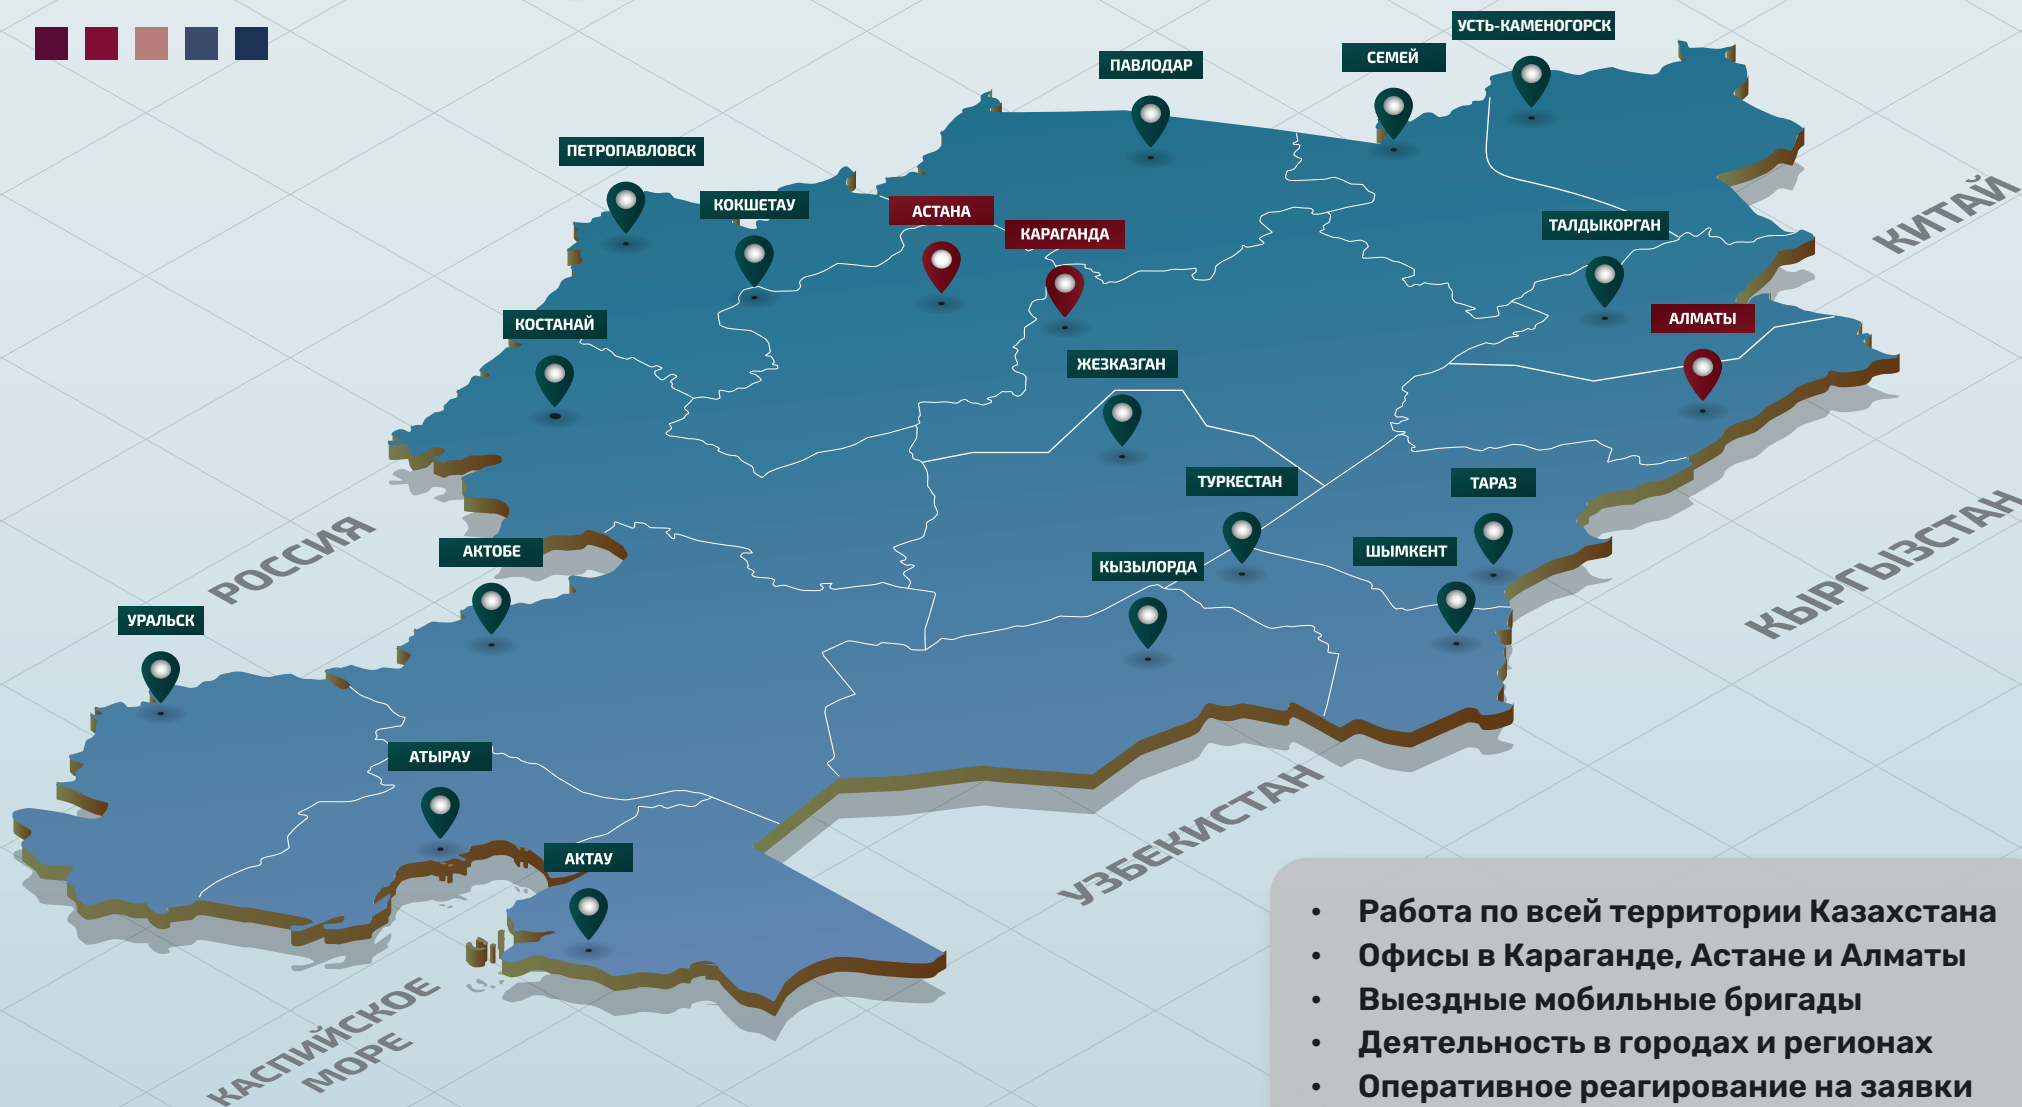 УСТЬ-КАМЕНОГОРСК
СЕМЕЙ
ПАВЛОДАР
ПЕТРОПАВЛОВСК
КОКШЕТАУ
АСТАНА
КАРАГАНДА
ТАЛДЫКОРГАН
КИТАЙ
КОСТАНАЙ
АЛМАТЫ
ЖЕЗКАЗГАН
ТУРКЕСТАН
ТАРАЗ
РОССИЯ
АКТОБЕ
КЫЗЫЛОРДА
ШЫМКЕНТ
КЫРГЫЗСТАН
УРАЛЬСК
АТЫРАУ
УЗБЕКИСТАН
АКТАУ
КАСПИЙСКОЕ
МОРЕ
• Работа по всей территории Казахстана
• Офисы в Караганде, Астане и Алматы
• Выездные мобильные бригады
• Деятельность в городах и регионах
• Оперативное реагирование на заявки